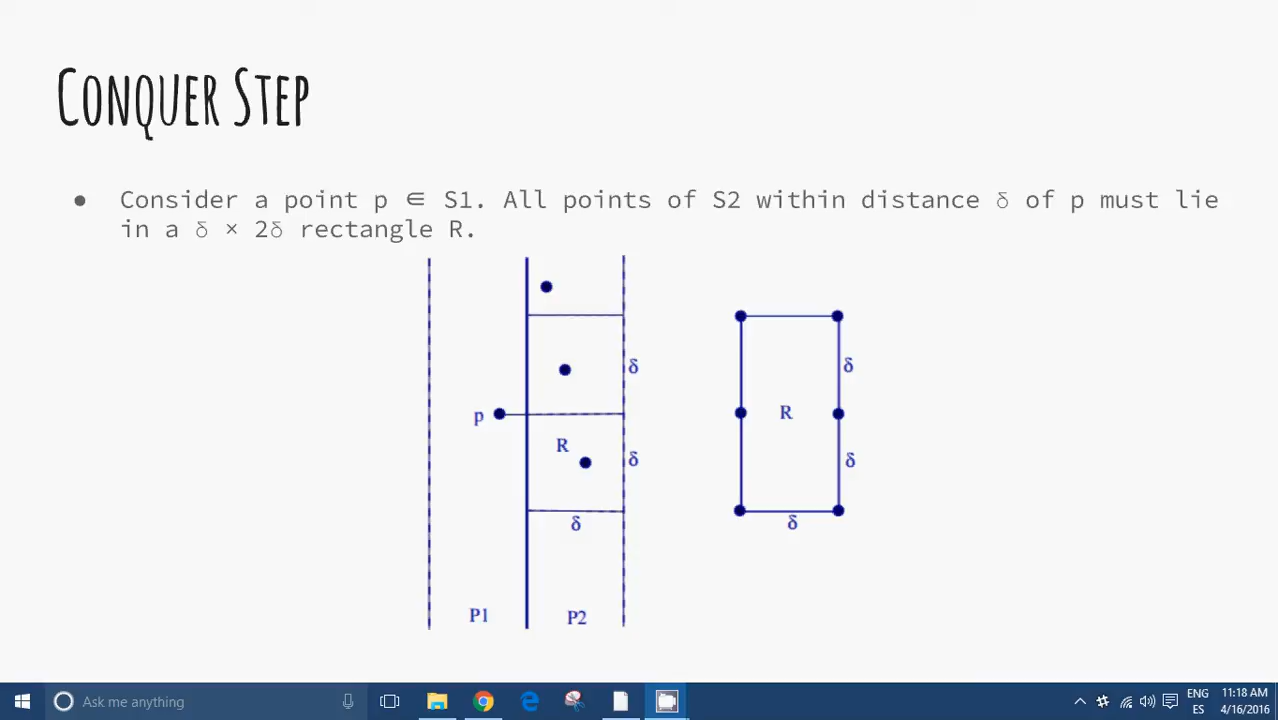 Conquer Step
● Consider a point p ∈ S1. All points of S2 within distance δ of p must lie
in a δ × 2δ rectangle R.
δ
δ
p
R
R
δ
δ
δ
δ
P1
P2
Ask me anything
ENG
ES
11:18 AM
4/16/2016